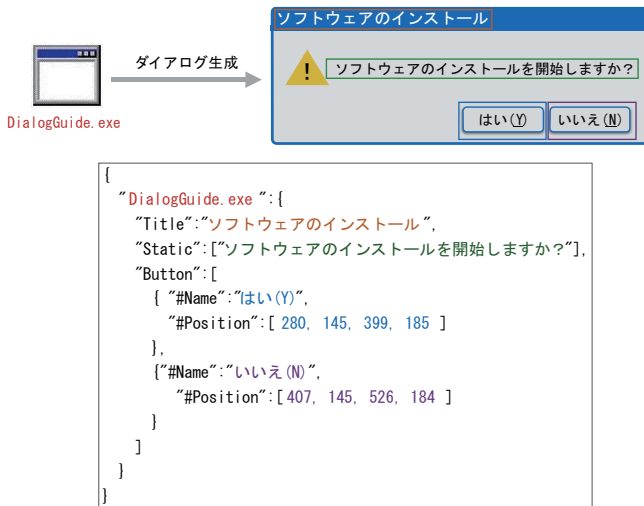 ソフトウェアのインストール
ダイアログ生成
! ソフトウェアのインストールを開始しますか?
DialogGuide.exe
はい(Y) いいえ(N)
{
"DialogGuide.exe":{
"Title":"ソフトウェアのインストール",
"Static":["ソフトウェアのインストールを開始しますか?"],
"Button":[
{ "#Name":"はい(Y)",
"#Position":[ 280, 145, 399, 185 ]
},
{"#Name":"いいえ(N)",
"#Position":[ 407, 145, 526, 184 ]
}
]
}
}